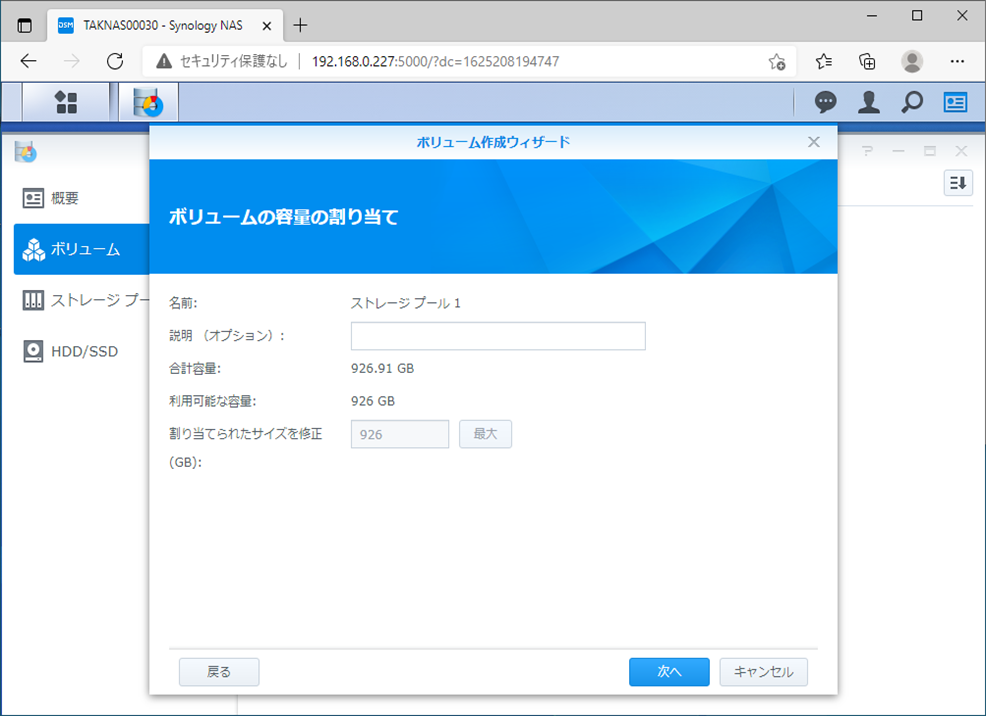 DSM
TAKNAS00030 - Synology NAS
セキュリティ保護なし
192.168.0.227:5000/?dc=1625208194747
ボリューム作成ウィザード
概要
ボリューム
ストレージ プー
HDD/SSD
ボリュームの容量の割り当て
名前: ストレージ プール 1
説明 （オプション）:
合計容量: 926.91 GB
利用可能な容量: 926 GB
割り当てられたサイズを修正 926 最大
(GB):
戻る 次へ キャンセル